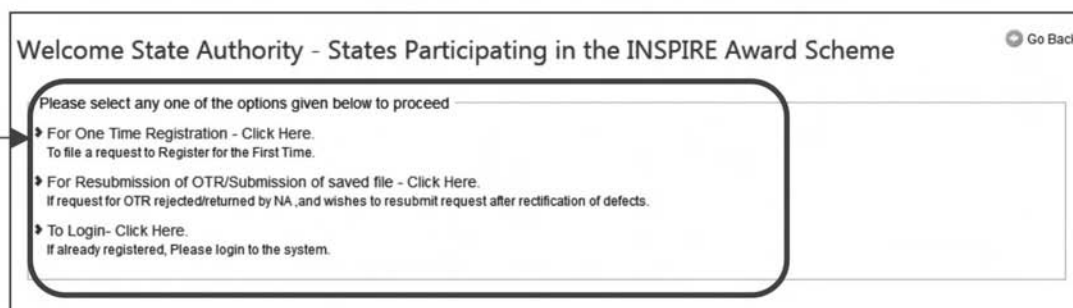 Welcome State Authority - States Participating in the INSPIRE Award Scheme
Go Back
Please select any one of the options given below to proceed
For One Time Registration - Click Here.
To file a request to Register for the First Time.
For Resubmission of OTR/Submission of saved file - Click Here.
If request for OTR rejected/returned by NA ,and wishes to resubmit request after rectification of defects.
To Login- Click Here.
If already registered, Please login to the system.